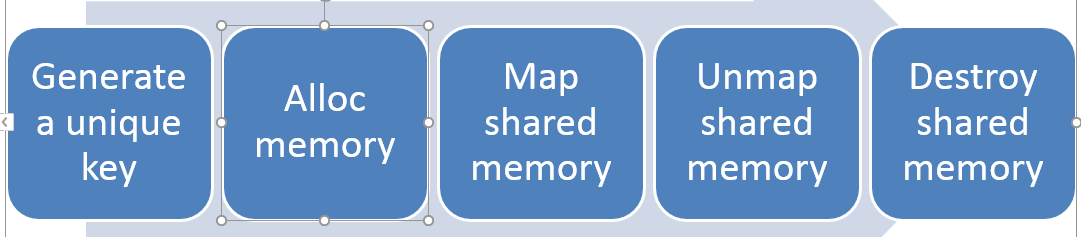 Generate
a unique
key
Alloc
memory
Map
shared
memory
Unmap
shared
memory
Destroy
shared
memory